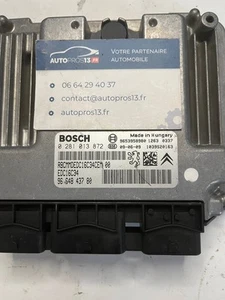 AUTOPROS13.FR
VOTRE PARTENAIRE
AUTOMOBILE
06 64 29 40 37
contact@autopros13.fr
https://autopros13.fr
BOSCH
Made in Hungary
0 281 013 872
EDC16C34
96 648 437 80